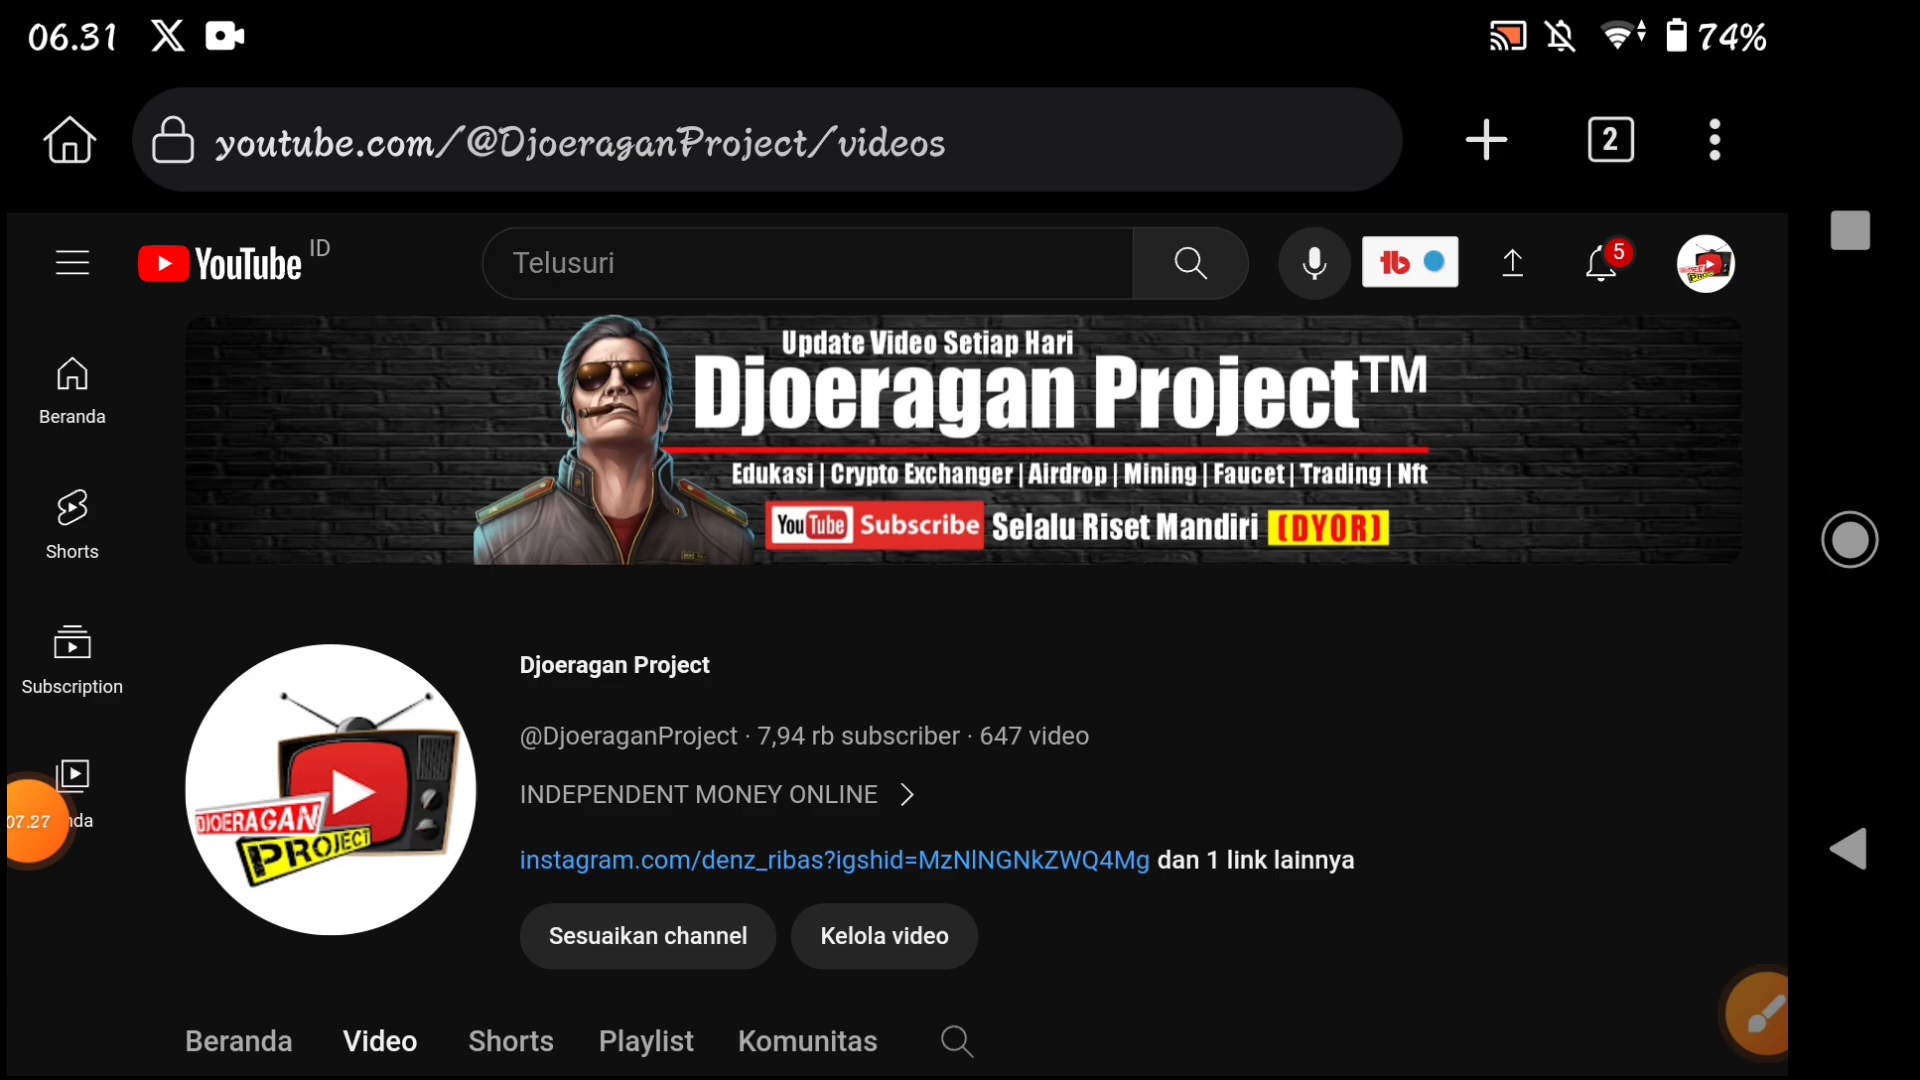 06.31
74%
youtube.com/@DjoeraganProject/videos
2
YouTube ID
Telusuri
tb
5
Update Video Setiap Hari
Djoeragan Project™
Edukasi | Crypto Exchanger | Airdrop | Mining | Faucet | Trading | Nft
YouTube Subscribe Selalu Riset Mandiri (DYOR)
Beranda
Shorts
Subscription
07.27
nda
DJOERAGAN
PROJECT
Djoeragan Project
@DjoeraganProject · 7,94 rb subscriber · 647 video
INDEPENDENT MONEY ONLINE
instagram.com/denz_ribas?igshid=MzNlNGNkZWQ4Mg dan 1 link lainnya
Sesuaikan channel
Kelola video
Beranda Video Shorts Playlist Komunitas